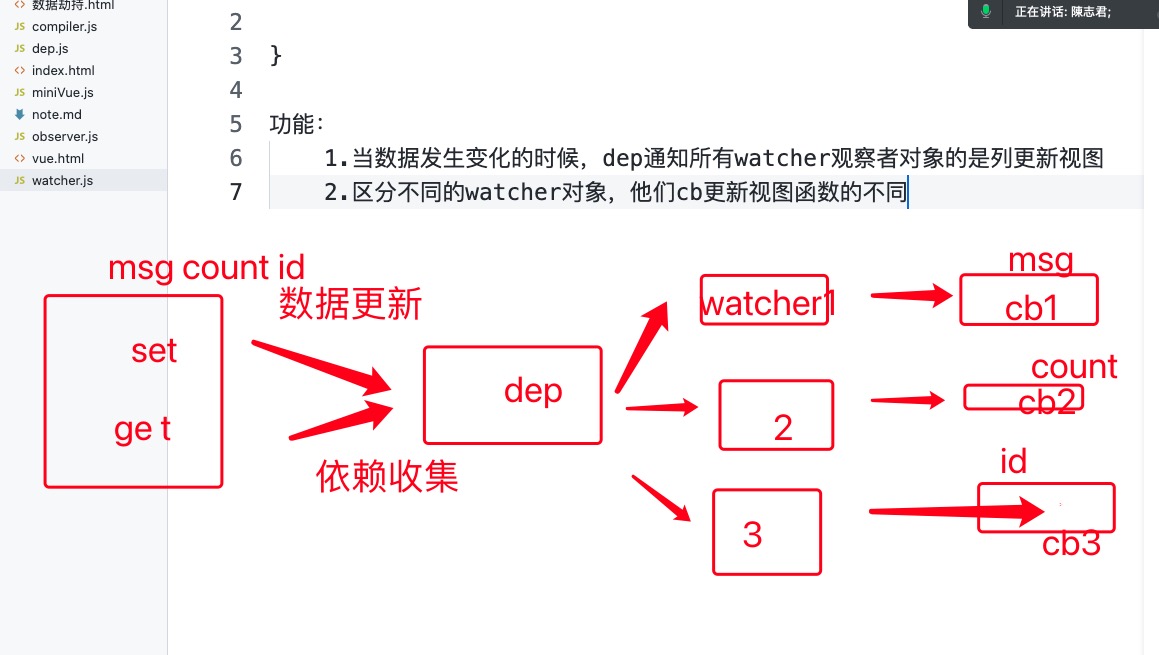 数据劫持.html
JS compiler.js
JS dep.js
<> index.html
JS miniVue.js
note.md
JS observer.js
<> vue.html
JS watcher.js
正在讲话: 陳志君;
2
3 }
4
5 功能：
6 1.当数据发生变化的时候，dep通知所有watcher观察者对象的是列更新视图
7 2.区分不同的watcher对象，他们cb更新视图函数的不同
msg count id
数据更新
set
ge t
依赖收集
dep
watcher1
2
3
msg
cb1
count
cb2
id
cb3